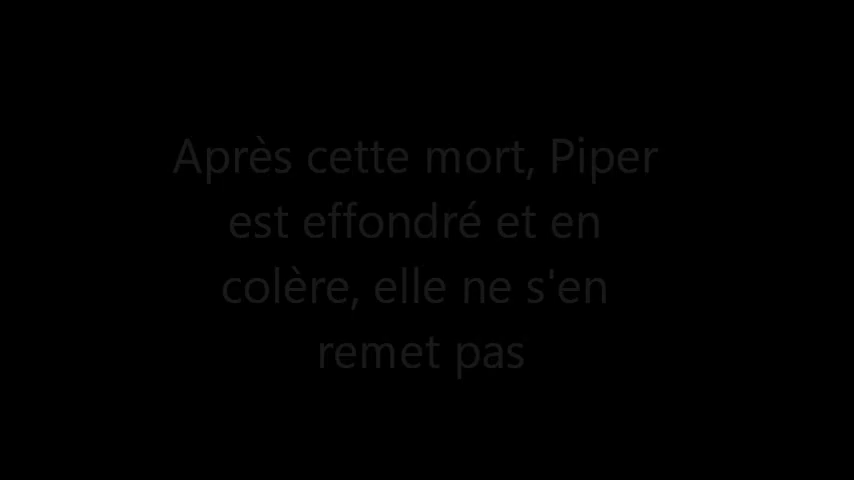 Après cette mort, Piper
est effondré et en
colère, elle ne s'en
remet pas